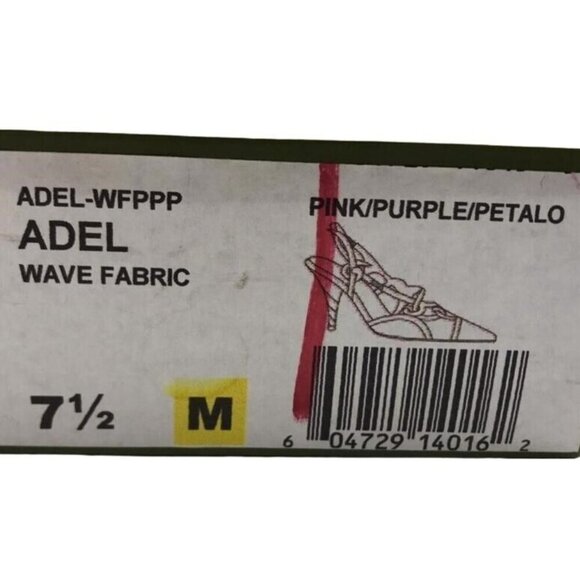 ADEL-WFPPP
ADEL
WAVE FABRIC
PINK/PURPLE/PETALO
7½
M
6 04729 14016 2